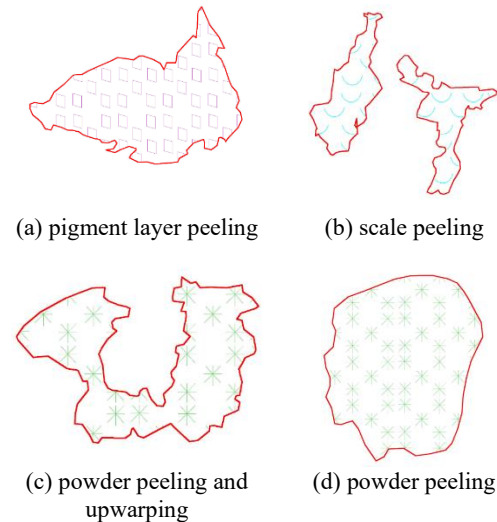 (a) pigment layer peeling
(b) scale peeling
(c) powder peeling and
upwarping
(d) powder peeling